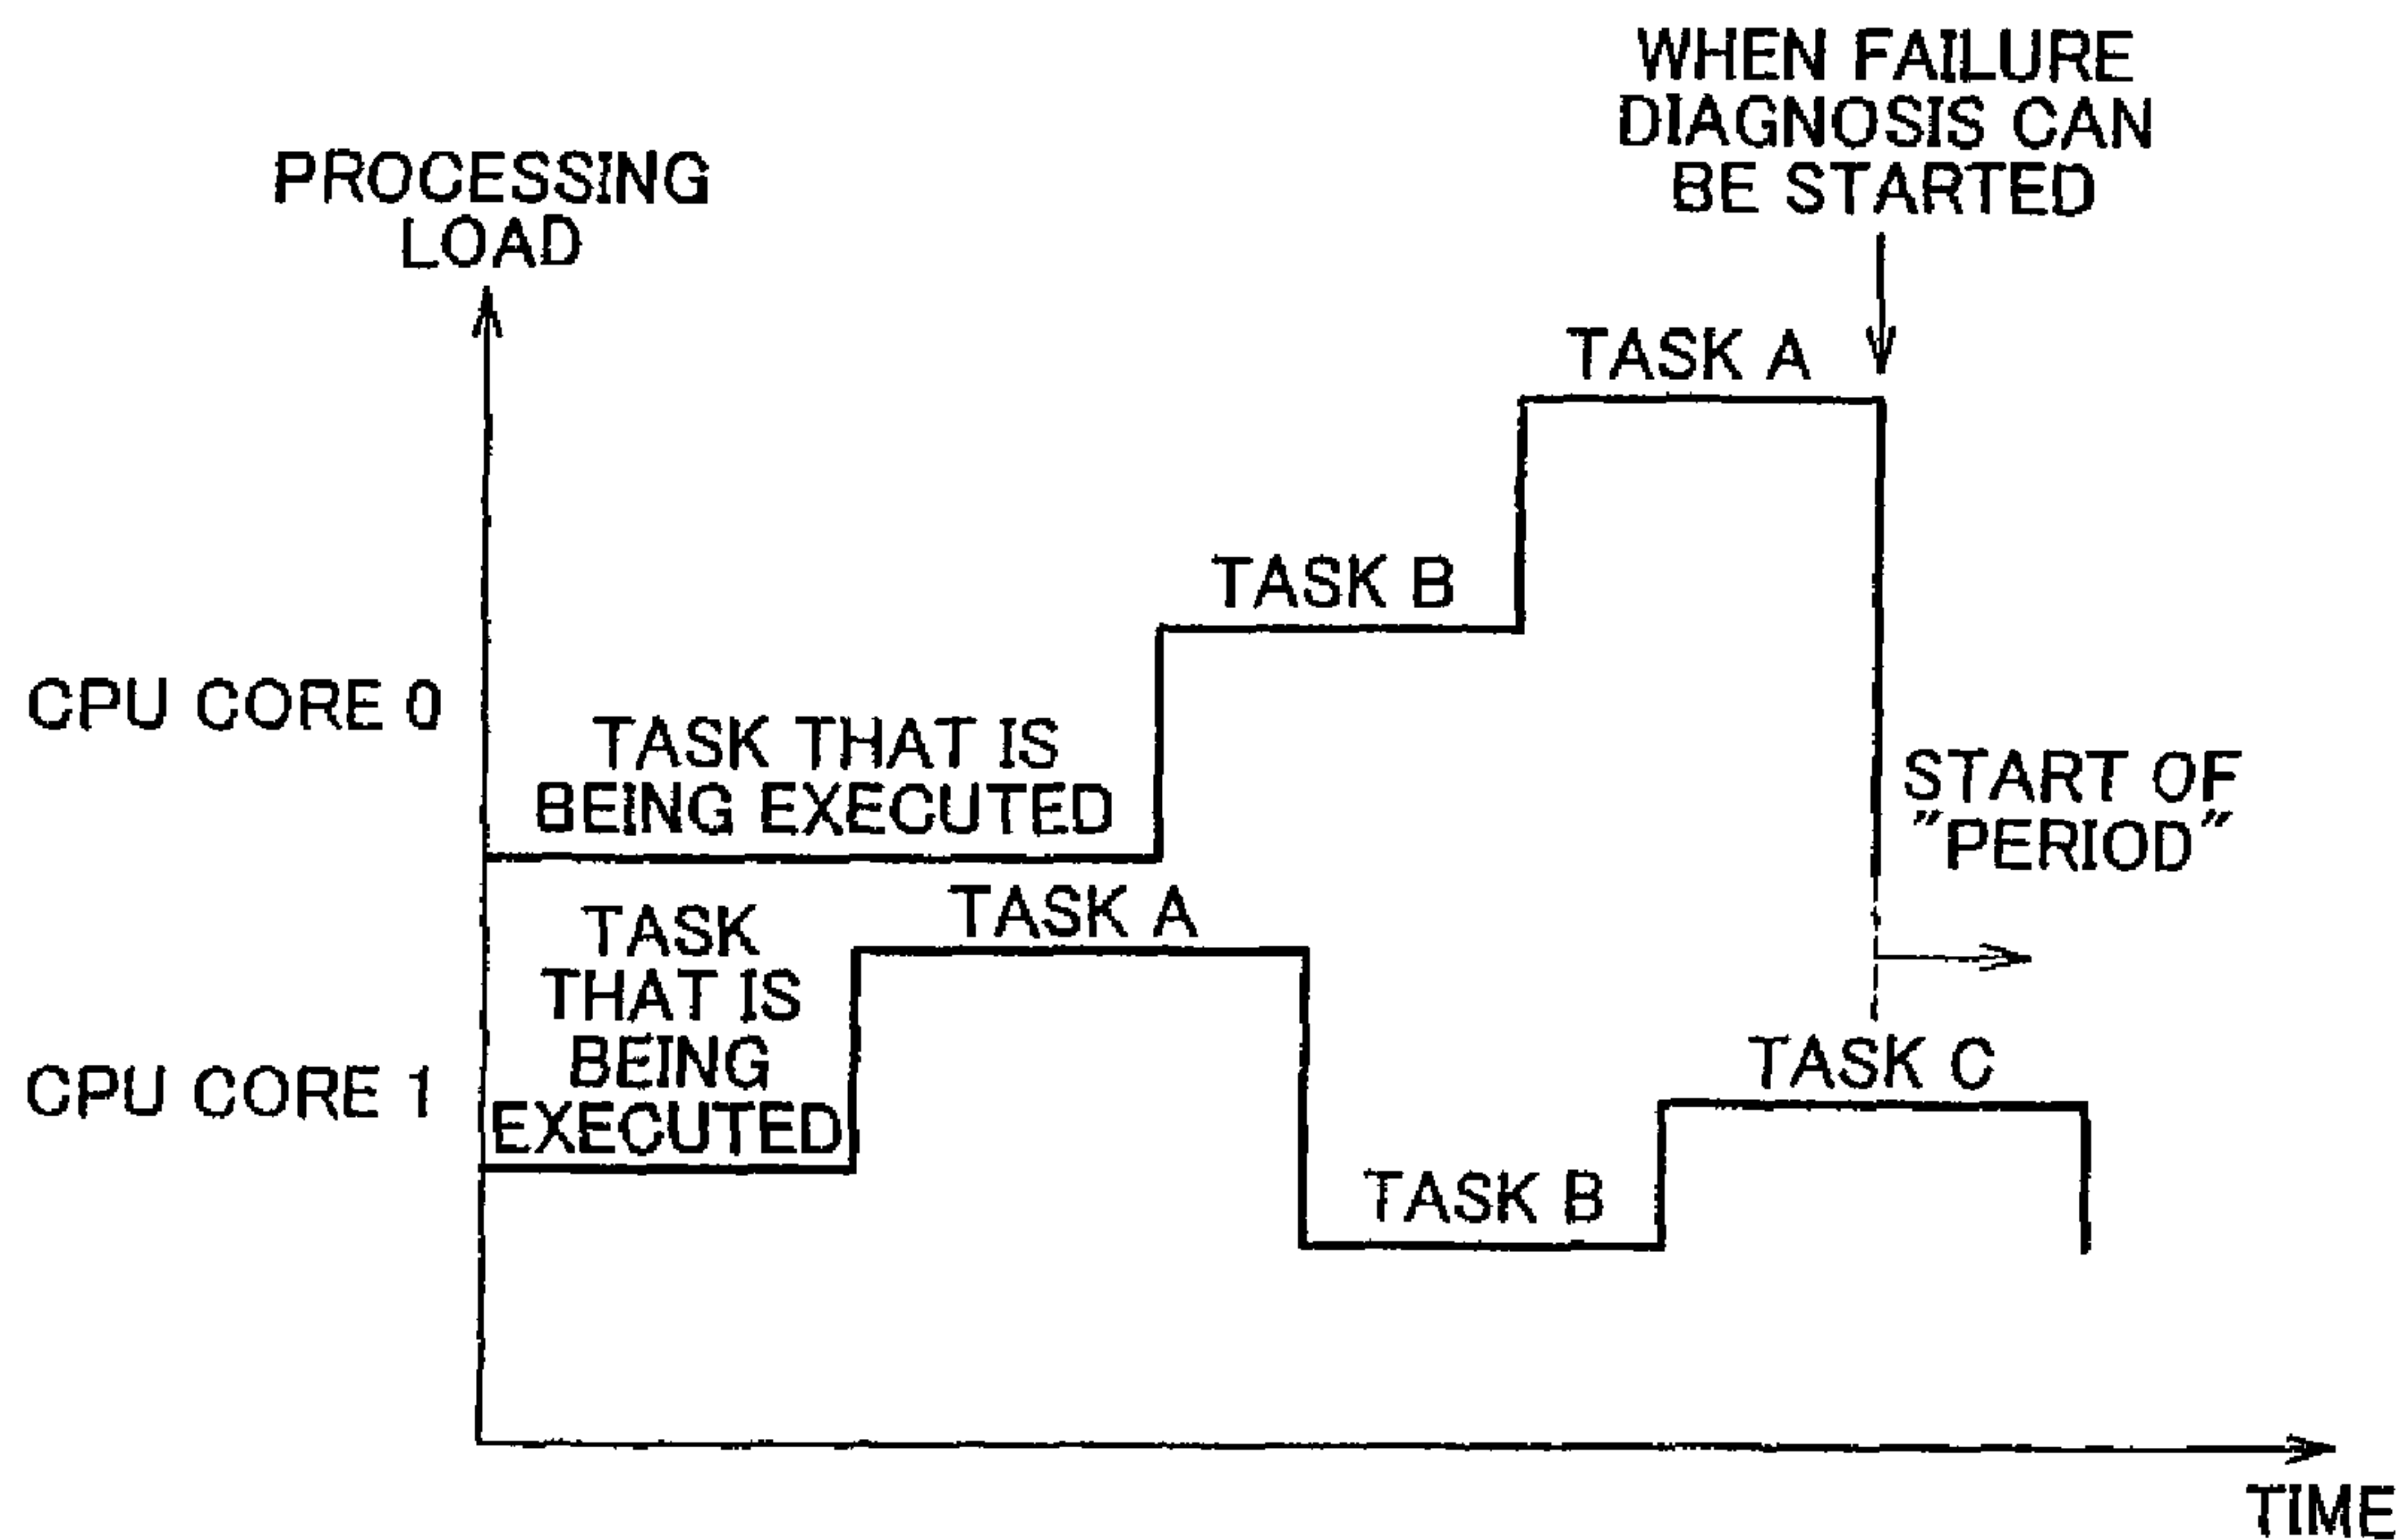 WHEN FAILURE
DIAGNOSIS CAN
BE STARTED
PROCESSING
LOAD
TASK A
TASK B
CPU CORE 0
TASK THAT IS
BEING EXECUTED
START OF
"PERIOD"
TASK A
TASK
THAT IS
BEING
EXECUTED
CPU CORE 1
TASK C
TASK B
TIME